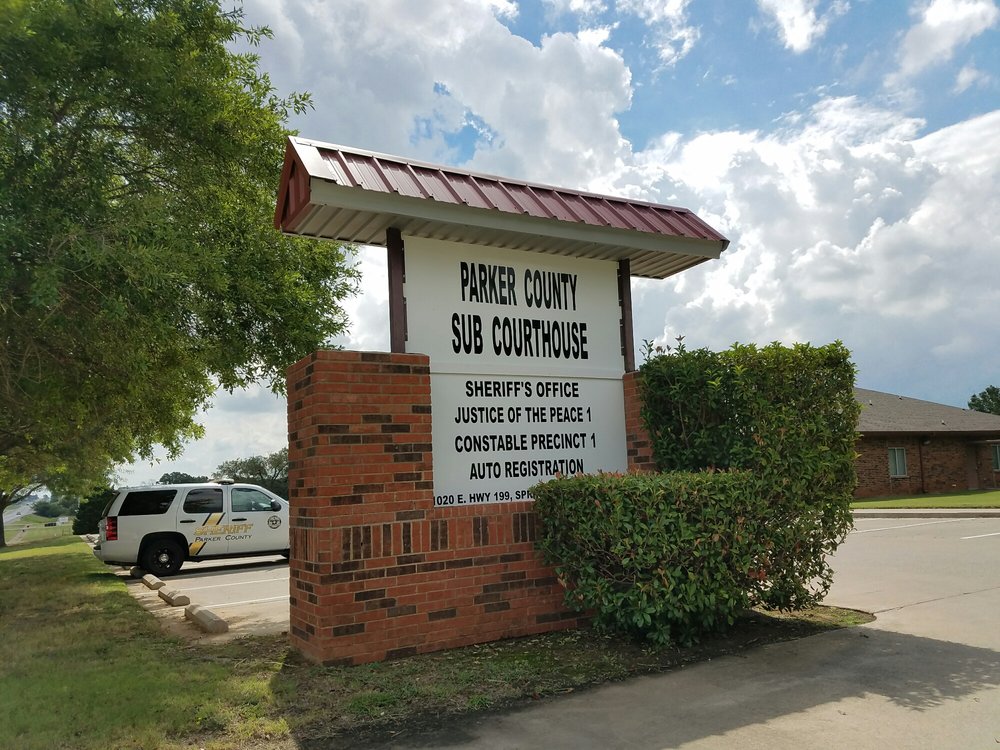 PARKER COUNTY
SUB COURTHOUSE
SHERIFF'S OFFICE
JUSTICE OF THE PEACE 1
CONSTABLE PRECINCT 1
AUTO REGISTRATION
1020 E. HWY 199, SPR
SHERIFF
PARKER COUNTY